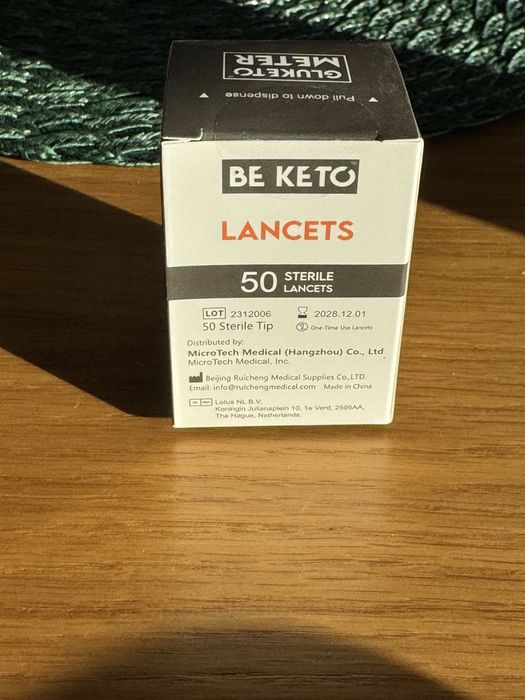 GLUKETO
METER
Pull down to dispense
BE KETO
LANCETS
50 STERILE
LANCETS
LOT 2312006
2028.12.01
50 Sterile Tip
One-Time Use Lancets
Distributed by:
MicroTech Medical (Hangzhou) Co., Ltd
MicroTech Medical, Inc.
Beijing Ruicheng Medical Supplies Co.,LTD.
Email: info@ruichengmedical.com Made in China
Lotus NL B.V.
Koningin Julianaplein 10, 1e Verd, 2595AA,
The Hague, Netherlands.